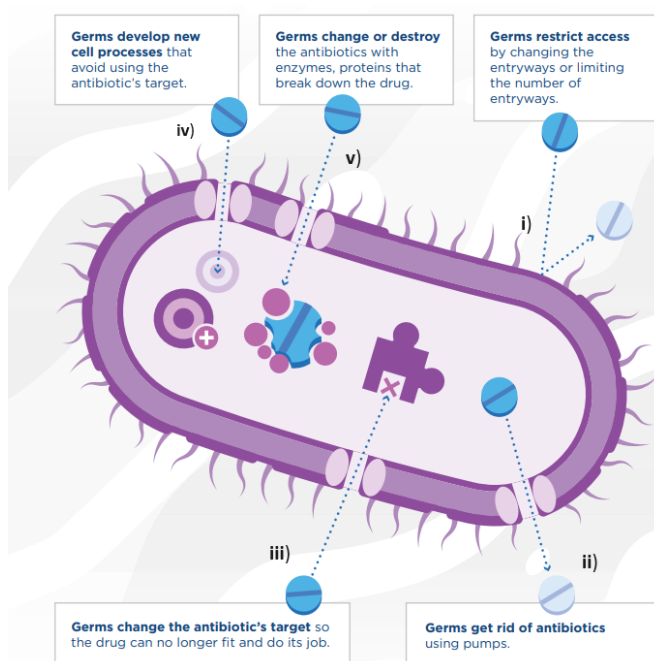 Germs develop new
cell processes that
avoid using the
antibiotic's target.
Germs change or destroy
the antibiotics with
enzymes, proteins that
break down the drug.
Germs restrict access
by changing the
entryways or limiting
the number of
entryways.
iv)
v)
i)
iii)
ii)
Germs change the antibiotic's target so
the drug can no longer fit and do its job.
Germs get rid of antibiotics
using pumps.